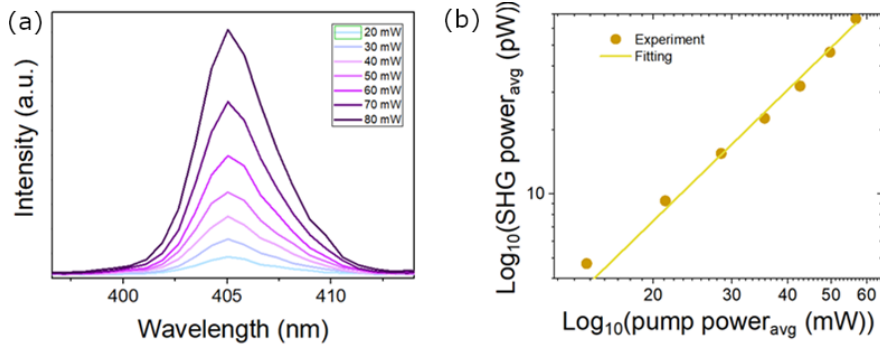 (a)
Intensity (a.u.)
20 mW
30 mW
40 mW
50 mW
60 mW
70 mW
80 mW
400
405
410
Wavelength (nm)
(b)
Log10(SHG poweravg (pW))
Experiment
Fitting
10
20
30
40
50
60
Log10(pump poweravg (mW))